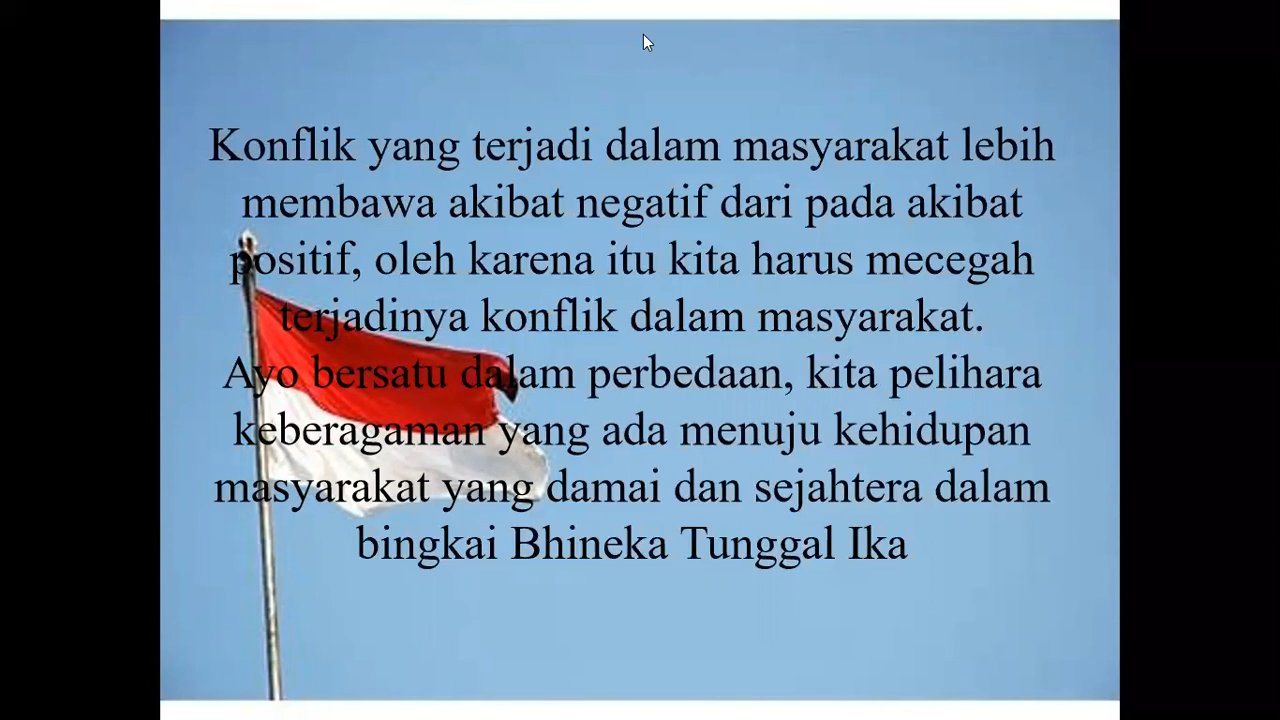 Konflik yang terjadi dalam masyarakat lebih
membawa akibat negatif dari pada akibat
positif, oleh karena itu kita harus mecegah
terjadinya konflik dalam masyarakat.
Ayo bersatu dalam perbedaan, kita pelihara
keberagaman yang ada menuju kehidupan
masyarakat yang damai dan sejahtera dalam
bingkai Bhineka Tunggal Ika